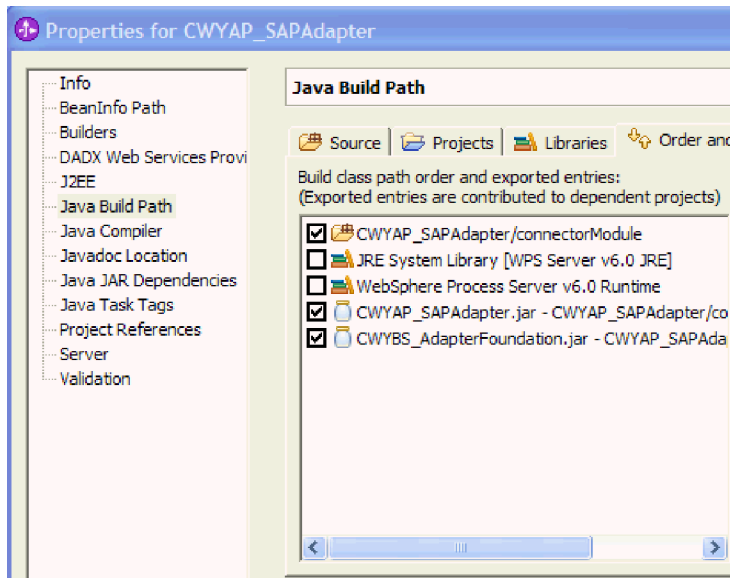 Properties for CWYAP_SAPAdapter
Info
BeanInfo Path
Builders
DADX Web Services Provi
J2EE
Java Build Path
Java Compiler
Javadoc Location
Java JAR Dependencies
Java Task Tags
Project References
Server
Validation
Java Build Path
Source Projects Libraries Order and
Build class path order and exported entries:
(Exported entries are contributed to dependent projects)
CWYAP_SAPAdapter/connectorModule
JRE System Library [WPS Server v6.0 JRE]
WebSphere Process Server v6.0 Runtime
CWYAP_SAPAdapter.jar - CWYAP_SAPAdapter/co
CWYBS_AdapterFoundation.jar - CWYAP_SAPAda